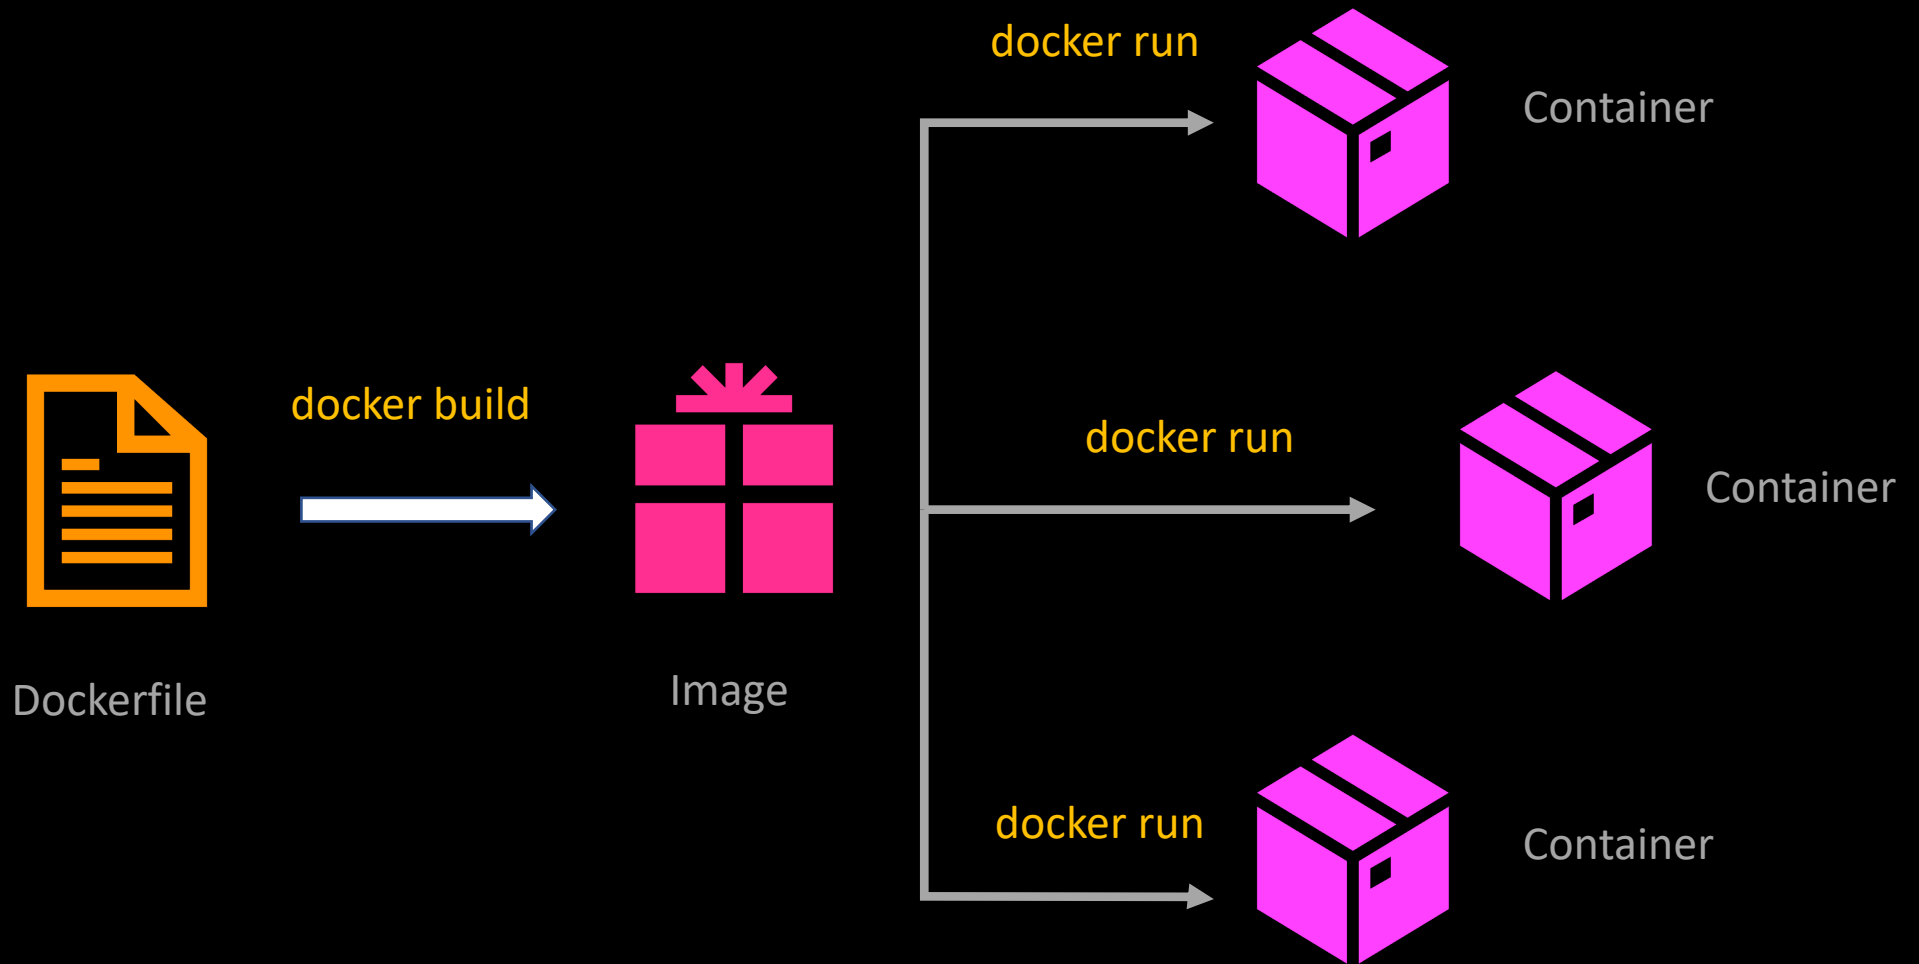 docker run
Container
docker build
docker run
Container
Dockerfile
Image
docker run
Container